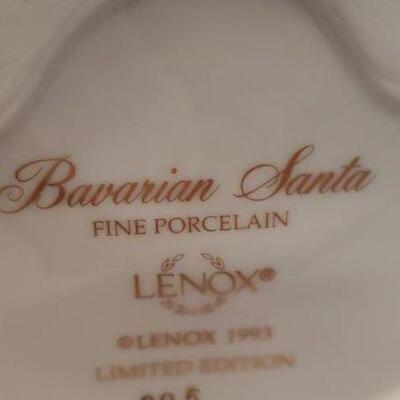 Bavarian Santa
FINE PORCELAIN
LENOX®
©LENOX 1993
LIMITED EDITION